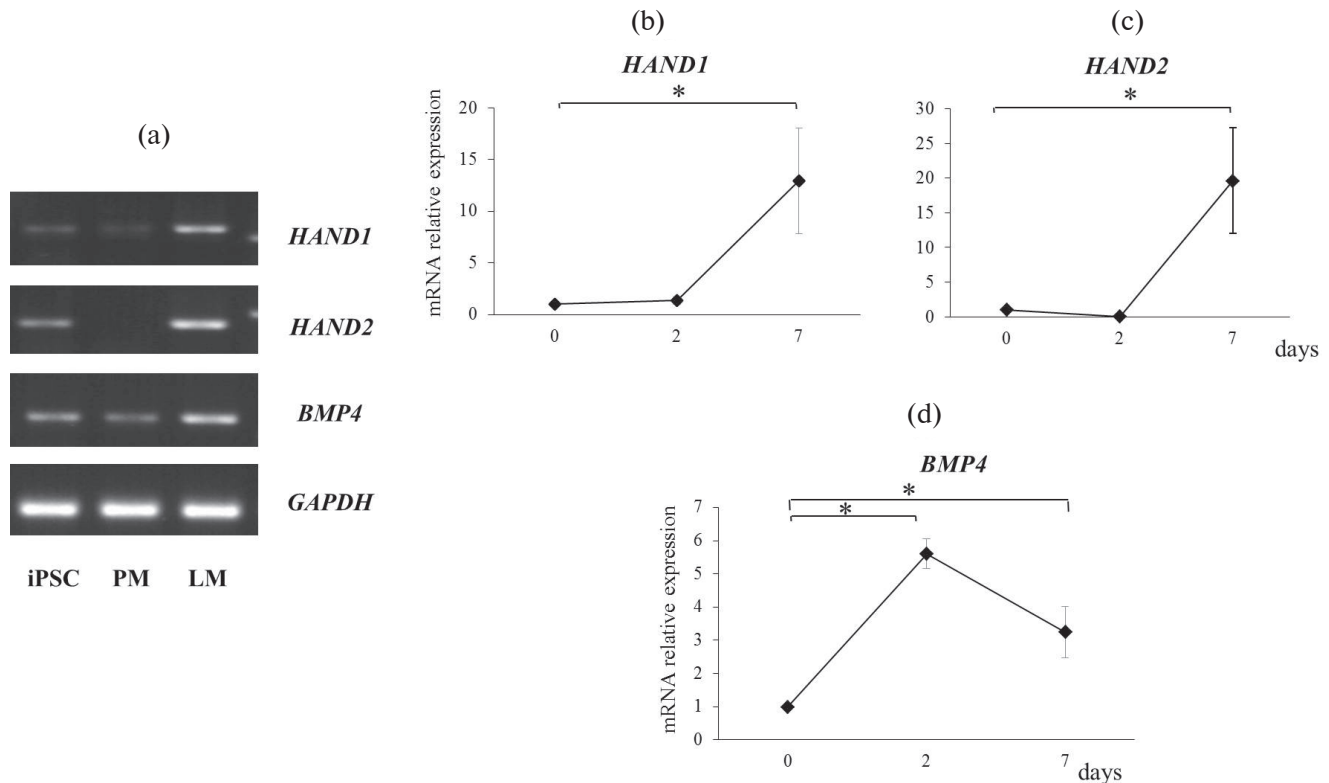 (a)
HAND1
HAND2
BMP4
GAPDH
iPSC PM LM
(b)
HAND1
*
mRNA relative expression
20
15
10
5
0
0 2 7
(c)
HAND2
*
30
25
20
15
10
5
0
0 2 7
days
(d)
BMP4
*
*
mRNA relative expression
7
6
5
4
3
2
1
0
0 2 7
days